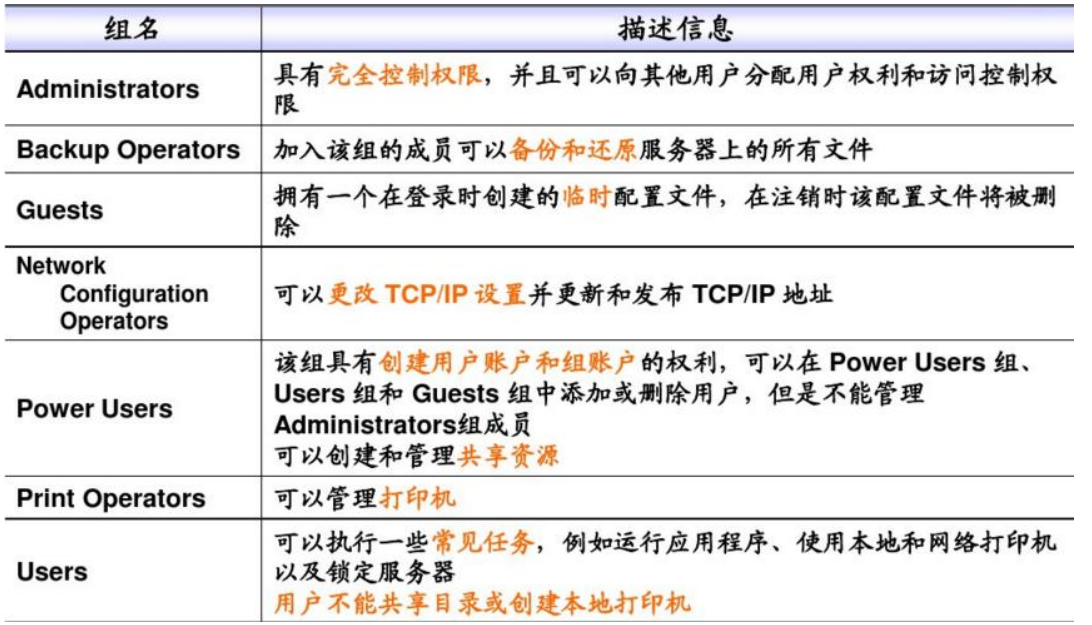 组名 描述信息
Administrators 具有完全控制权限，并且可以向其他用户分配用户权利和访问控制权
限
Backup Operators 加入该组的成员可以备份和还原服务器上的所有文件
Guests 拥有一个在登录时创建的临时配置文件，在注销时该配置文件将被删
除
Network
Configuration
Operators
可以更改 TCP/IP 设置并更新和发布 TCP/IP 地址
Power Users
该组具有创建用户账户和组账户的权利，可以在 Power Users 组、
Users 组和 Guests 组中添加或删除用户，但是不能管理
Administrators组成员
可以创建和管理共享资源
Print Operators 可以管理打印机
Users
可以执行一些常见任务，例如运行应用程序、使用本地和网络打印机
以及锁定服务器
用户不能共享目录或创建本地打印机